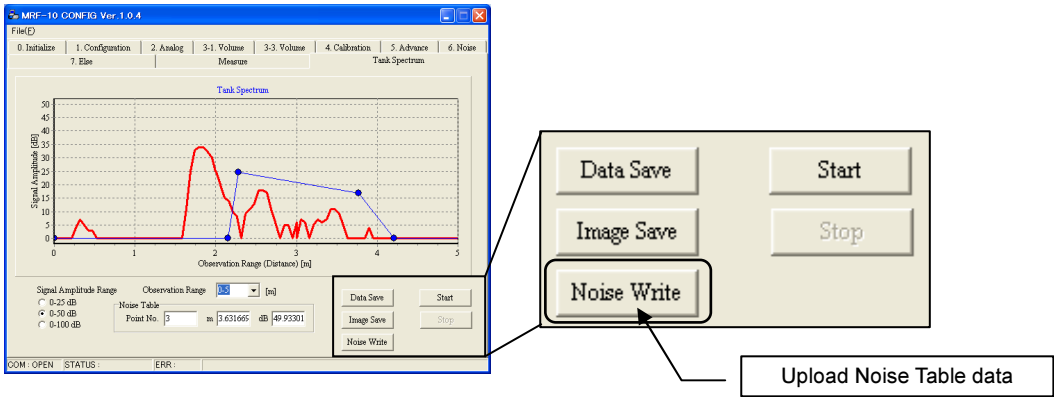 MRF-10 CONFIG Ver.1.0.4
File(F)
0. Initialize 1. Configuration 2. Analog 3-1. Volume 3-3. Volume 4. Calibration 5. Advance 6. Noise
7. Else Measure Tank Spectrum
Tank Spectrum
Signal Amplitude [dB]
50
45
40
35
30
25
20
15
10
5
0
0 1 2 3 4 5
Observation Range (Distance) [m]
Signal Amplitude Range
0-25 dB
0-50 dB
0-100 dB
Observation Range 0-5 [m]
Noise Table
Point No. 3 m 3.631669 dB 49.93301
Data Save Start
Image Save Stop
Noise Write
COM : OPEN STATUS : ERR :
Data Save Start
Image Save Stop
Noise Write
Upload Noise Table data